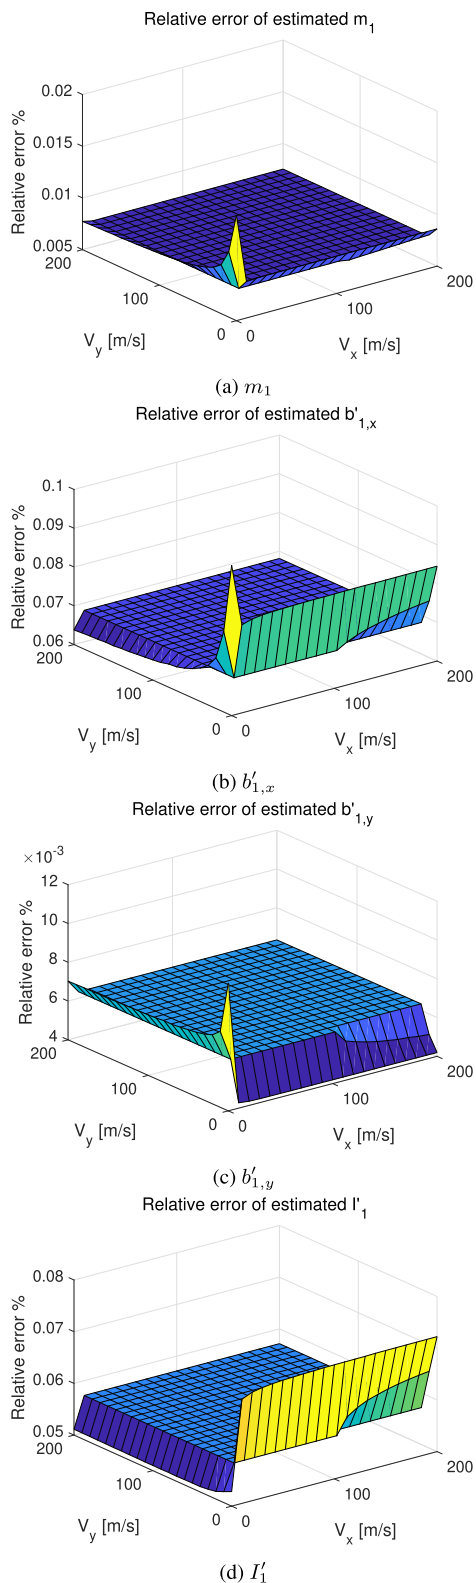 Relative error of estimated m1
0.02
0.015
0.01
0.005
Relative error %
200
100
0
0
100
200
Vy [m/s]
Vx [m/s]
(a) m1
Relative error of estimated b'1,x
0.1
0.09
0.08
0.07
0.06
Relative error %
200
100
0
0
100
200
Vy [m/s]
Vx [m/s]
(b) b′1,x
Relative error of estimated b'1,y
×10-3
12
10
8
6
4
Relative error %
200
100
0
0
100
200
Vy [m/s]
Vx [m/s]
(c) b′1,y
Relative error of estimated I'1
0.08
0.07
0.06
0.05
Relative error %
200
100
0
0
100
200
Vy [m/s]
Vx [m/s]
(d) I′1